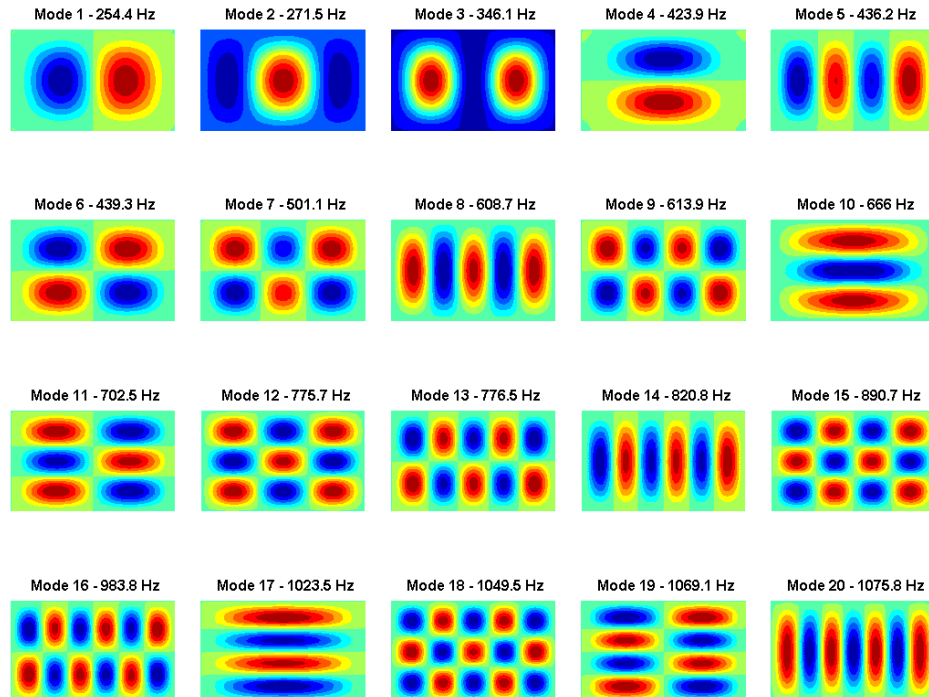 Mode 1 - 254.4 Hz
Mode 2 - 271.5 Hz
Mode 3 - 346.1 Hz
Mode 4 - 423.9 Hz
Mode 5 - 436.2 Hz
Mode 6 - 439.3 Hz
Mode 7 - 501.1 Hz
Mode 8 - 608.7 Hz
Mode 9 - 613.9 Hz
Mode 10 - 666 Hz
Mode 11 - 702.5 Hz
Mode 12 - 775.7 Hz
Mode 13 - 776.5 Hz
Mode 14 - 820.8 Hz
Mode 15 - 890.7 Hz
Mode 16 - 983.8 Hz
Mode 17 - 1023.5 Hz
Mode 18 - 1049.5 Hz
Mode 19 - 1069.1 Hz
Mode 20 - 1075.8 Hz